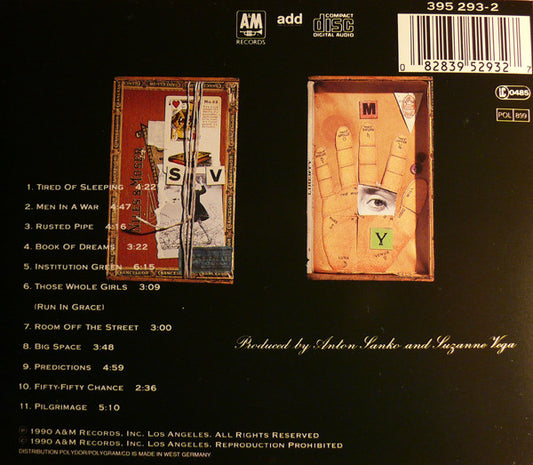 A&M
RECORDS
add
COMPACT
disc
DIGITAL AUDIO
395 293-2
0 82839 52932 7
LC 0485
POL 899
No. 53
MILES & MOSER
S V
M
Y
1. TIRED OF SLEEPING 4:22
2. MEN IN A WAR 4:47
3. RUSTED PIPE 4:16
4. BOOK OF DREAMS 3:22
5. INSTITUTION GREEN 6:15
6. THOSE WHOLE GIRLS 3:09
(RUN IN GRACE)
7. ROOM OFF THE STREET 3:00
8. BIG SPACE 3:48
9. PREDICTIONS 4:59
10. FIFTY-FIFTY CHANCE 2:36
11. PILGRIMAGE 5:10
Produced by Anton Sanko and Suzanne Vega
℗ 1990 A&M RECORDS, INC. LOS ANGELES. ALL RIGHTS RESERVED
© 1990 A&M RECORDS, INC. LOS ANGELES. REPRODUCTION PROHIBITED
DISTRIBUTION POLYDOR/POLYGRAM/CD IS MADE IN WEST GERMANY